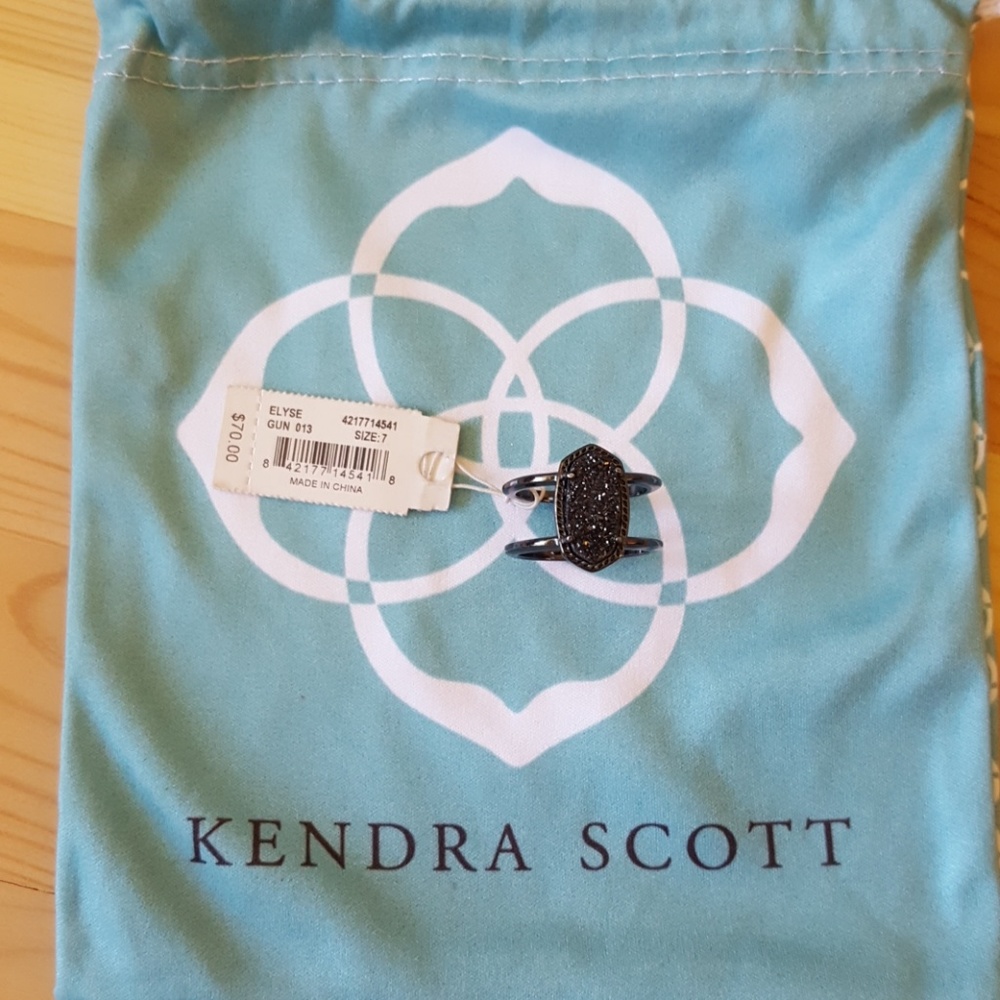 $70.00
ELYSE 4217714541
GUN 013 SIZE:7
8 42177 14541 8
MADE IN CHINA
KENDRA SCOTT